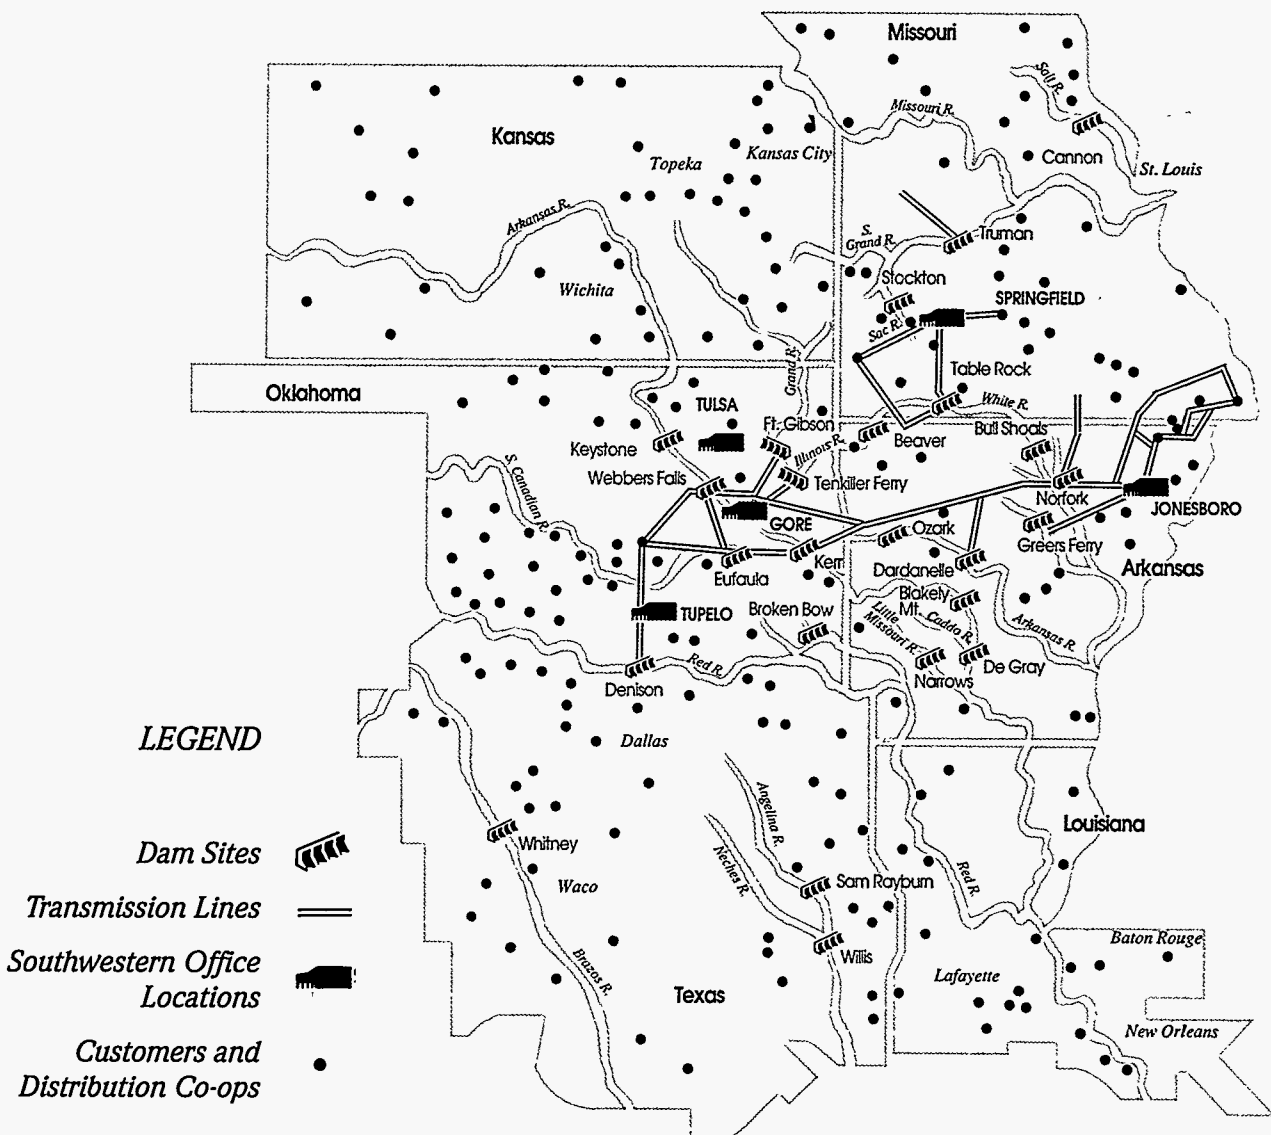 Missouri
Salt R.
Missouri R.
Kansas
Topeka
Kansas City
Cannon
St. Louis
Arkansas R.
S.
Grand R.
Truman
Stockton
Wichita
SPRINGFIELD
Sac R.
Grand R.
Table Rock
Oklahoma
TULSA
White R.
Ft. Gibson
Beaver
Bull Shoals
Keystone
Illinois R.
Webbers Falls
Tenkiller Ferry
S. Canadian R.
Norfork
JONESBORO
GORE
Ozark
Greers Ferry
Eufaula
Kerr
Dardanelle
Arkansas
Blakely
Mt.
TUPELO
Broken Bow
Little
Missouri R.
Caddo R.
Arkansas R.
Red R.
De Gray
Narrows
Denison
LEGEND
Dallas
Angelina R.
Louisiana
Dam Sites
Whitney
Neches R.
Red R.
Waco
Sam Rayburn
Transmission Lines
Baton Rouge
Southwestern Office
Locations
Brazos R.
Willis
Lafayette
Texas
New Orleans
Customers and
Distribution Co-ops